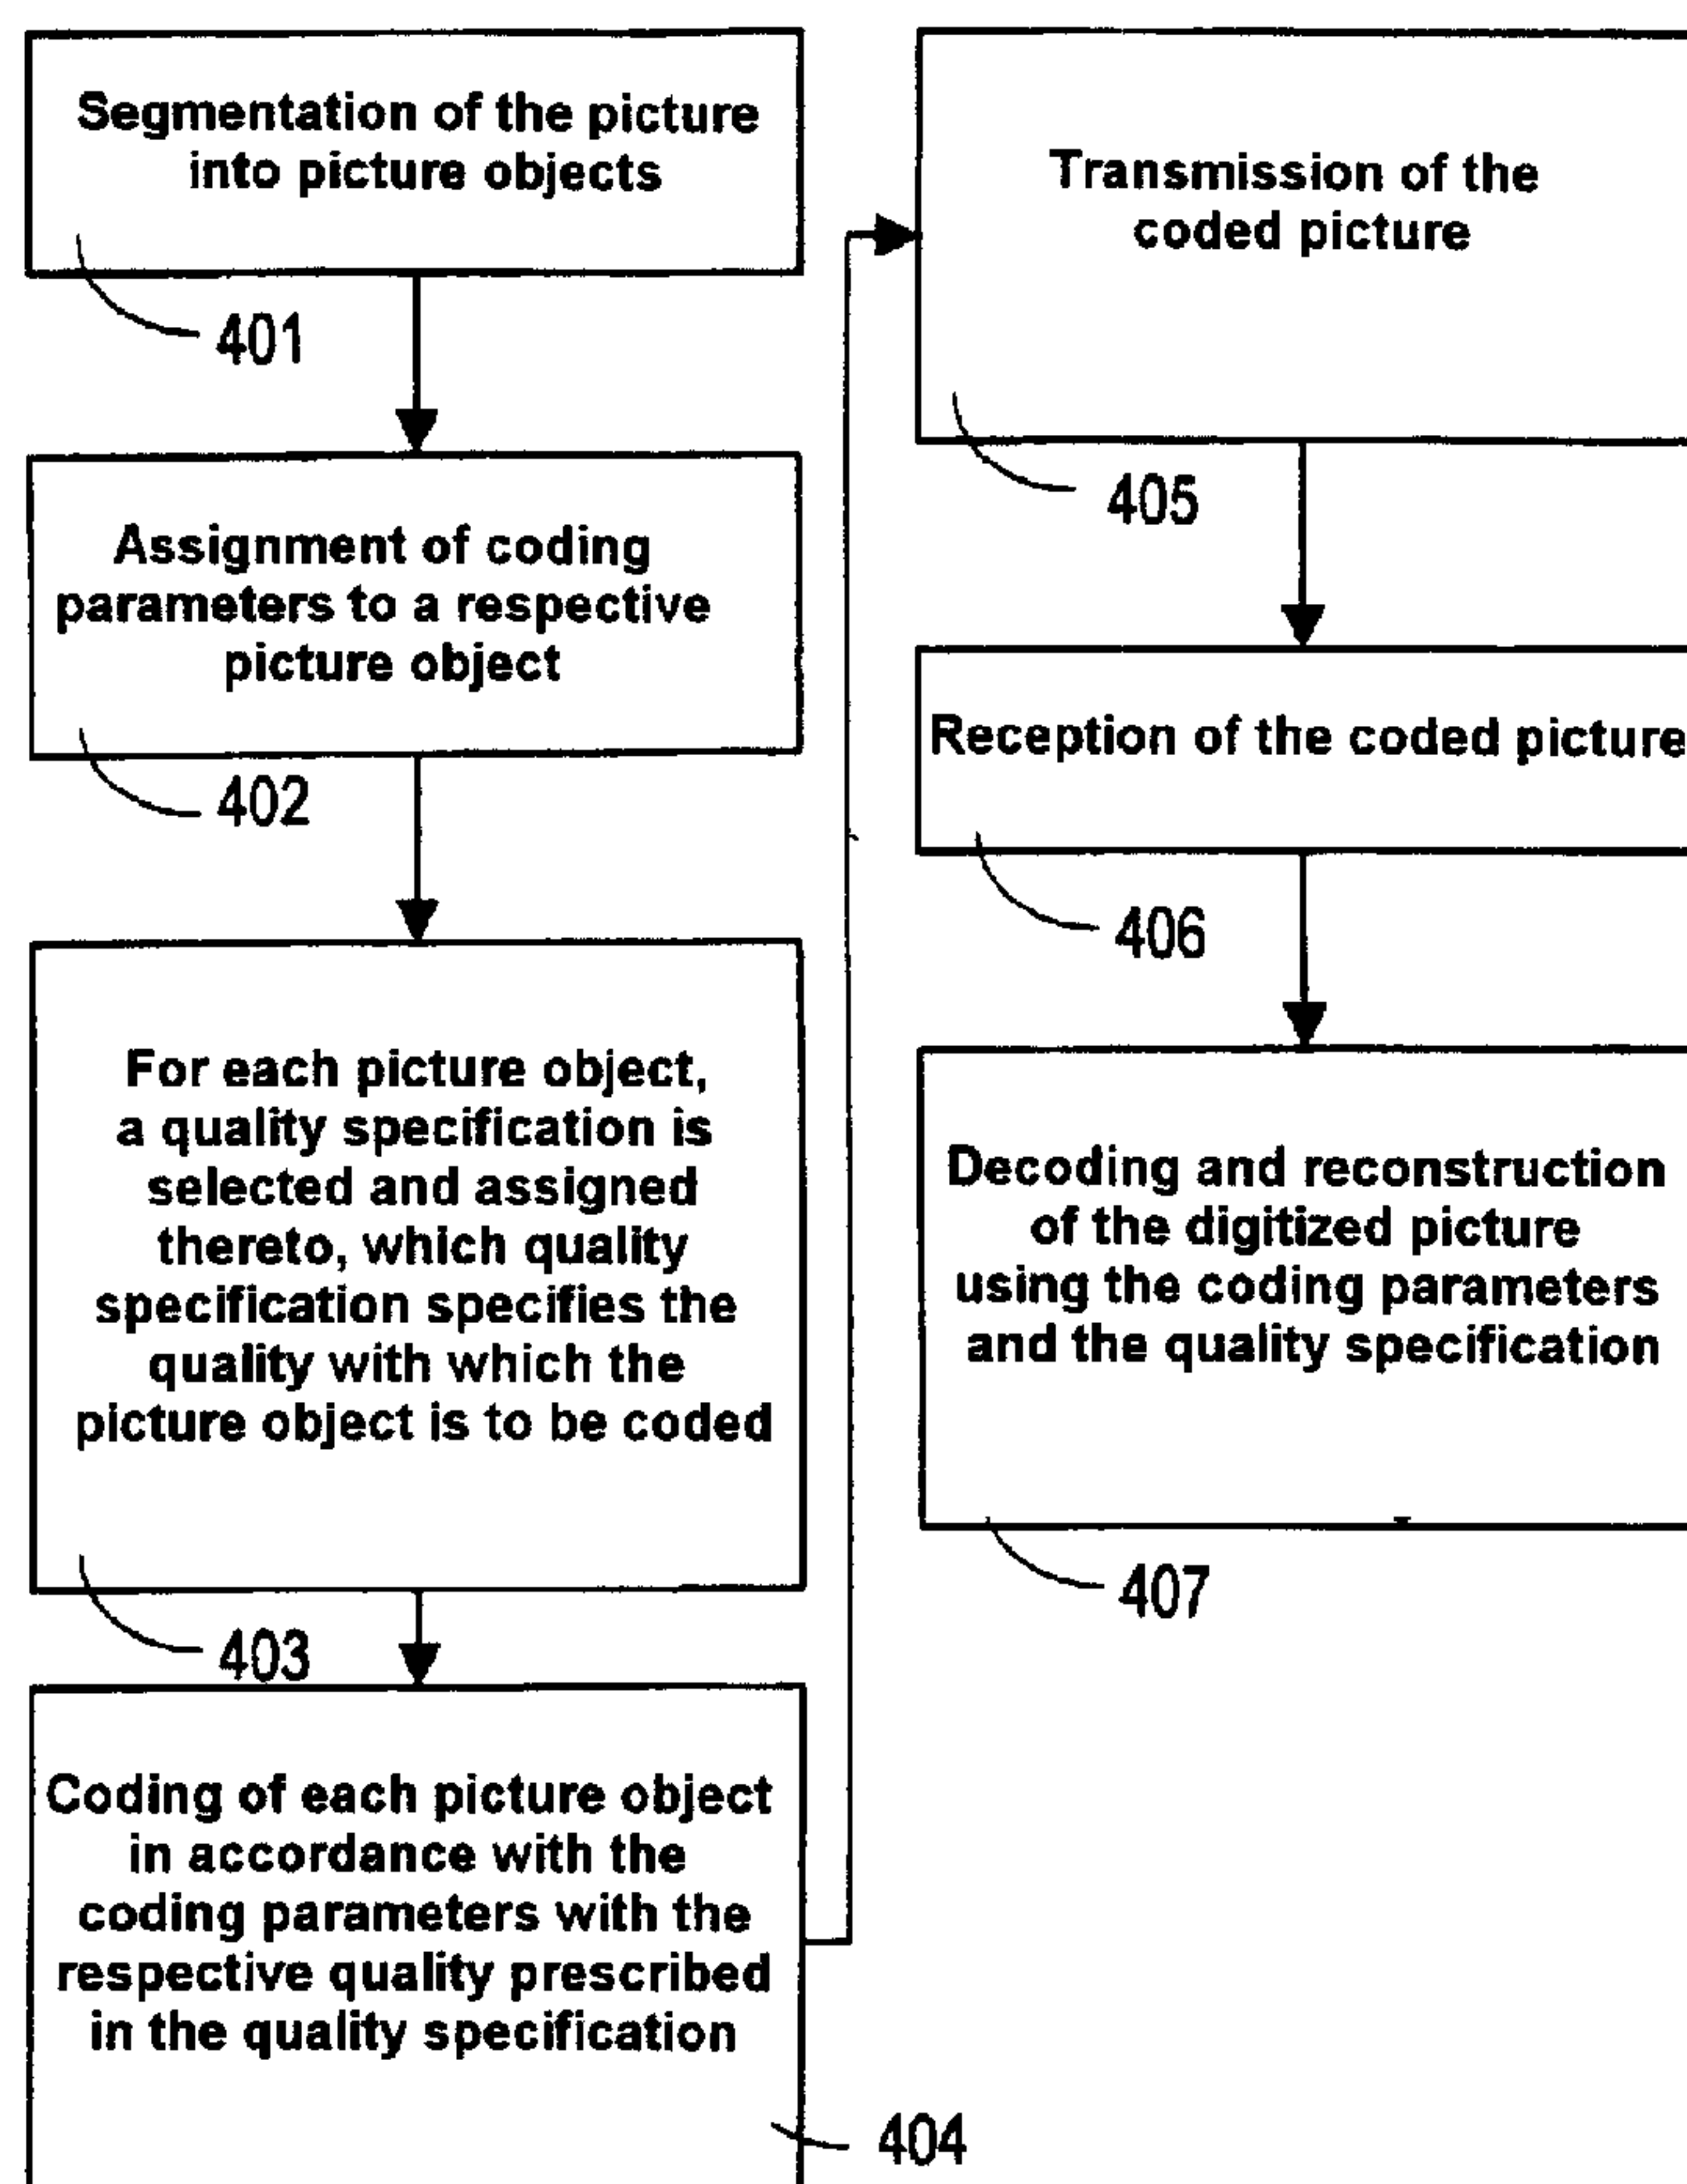 Segmentation of the picture
into picture objects
401
Assignment of coding
parameters to a respective
picture object
402
For each picture object,
a quality specification is
selected and assigned
thereto, which quality
specification specifies the
quality with which the
picture object is to be coded
403
Coding of each picture object
in accordance with the
coding parameters with the
respective quality prescribed
in the quality specification
404
Transmission of the
coded picture
405
Reception of the coded picture
406
Decoding and reconstruction
of the digitized picture
using the coding parameters
and the quality specification
407